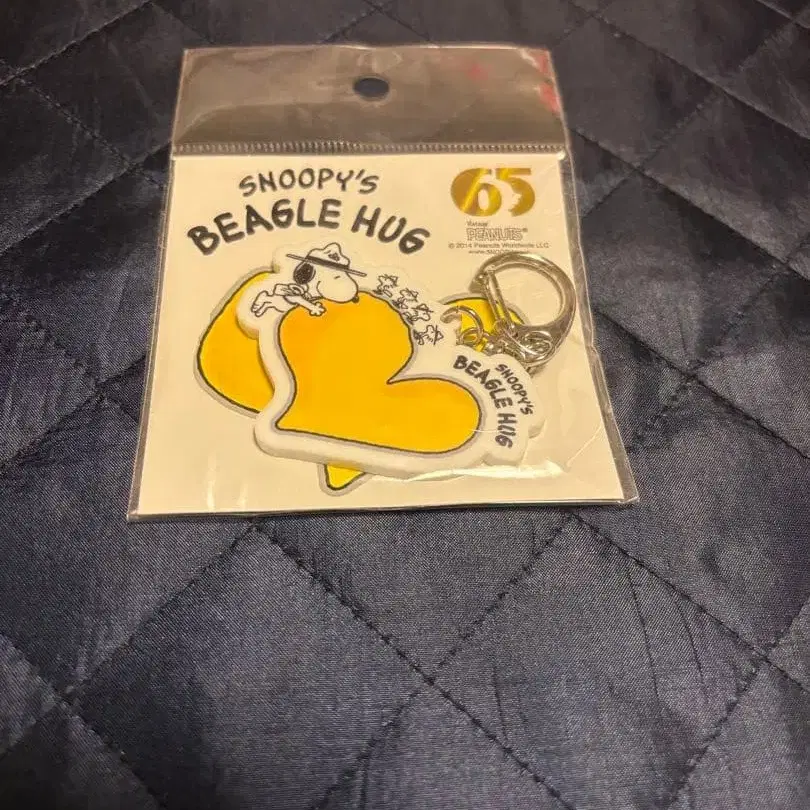 SNOOPY'S
BEAGLE HUG
65
PEANUTS®
© 2014 Peanuts Worldwide LLC
SNOOPY'S
BEAGLE HUG